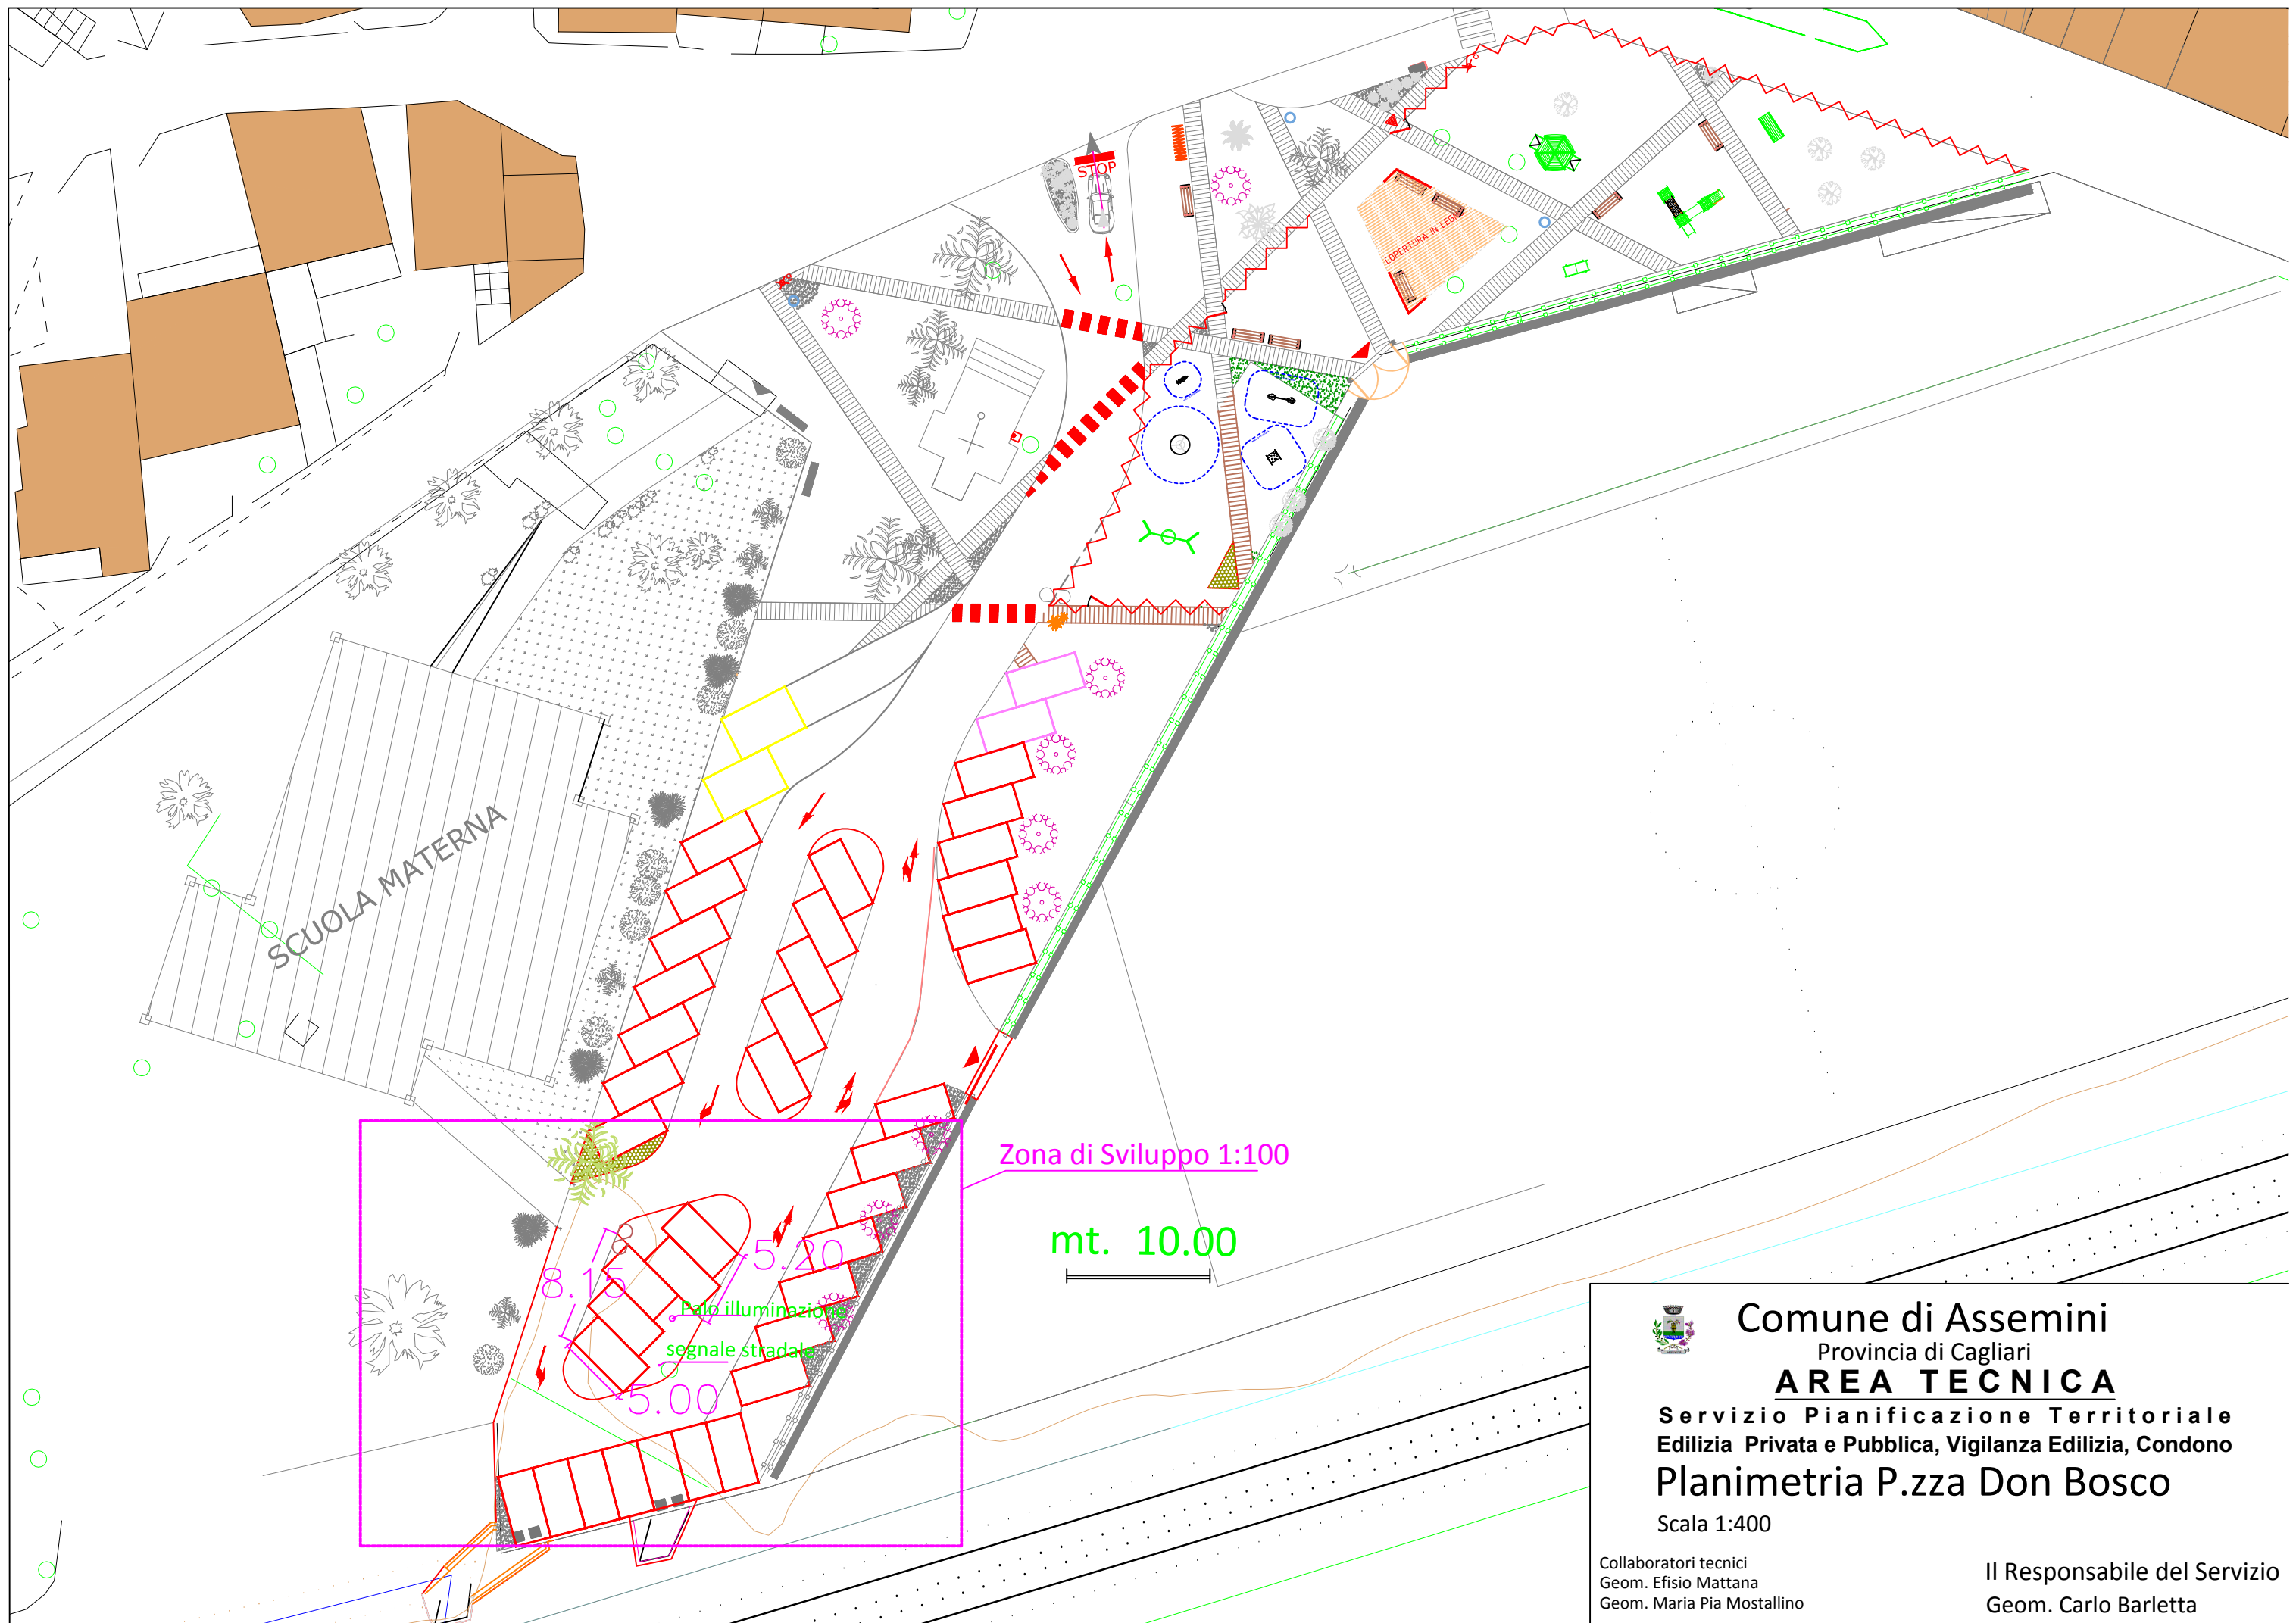 STOP
COPERTURA IN LEGN
SCUOLA MATERNA
Zona di Sviluppo 1:100
mt. 10.00
8.15
5.20
Palo illuminazione
segnale stradale
5.00
Comune di Assemini
Provincia di Cagliari
AREA TECNICA
Servizio Pianificazione Territoriale
Edilizia Privata e Pubblica, Vigilanza Edilizia, Condono
Planimetria P.zza Don Bosco
Scala 1:400
Collaboratori tecnici
Geom. Efisio Mattana
Geom. Maria Pia Mostallino
Il Responsabile del Servizio
Geom. Carlo Barletta